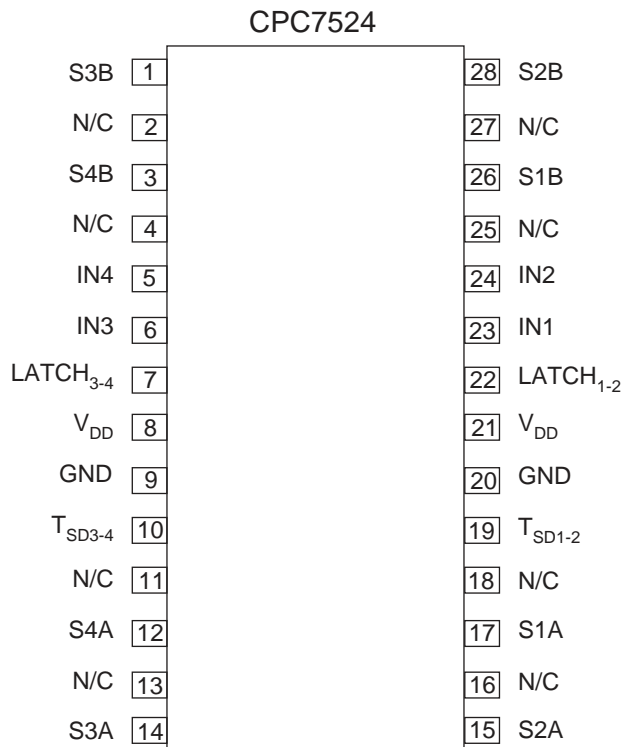 CPC7524
S3B 1 28 S2B
N/C 2 27 N/C
S4B 3 26 S1B
N/C 4 25 N/C
IN4 5 24 IN2
IN3 6 23 IN1
LATCH3-4 7 22 LATCH1-2
VDD 8 21 VDD
GND 9 20 GND
TSD3-4 10 19 TSD1-2
N/C 11 18 N/C
S4A 12 17 S1A
N/C 13 16 N/C
S3A 14 15 S2A